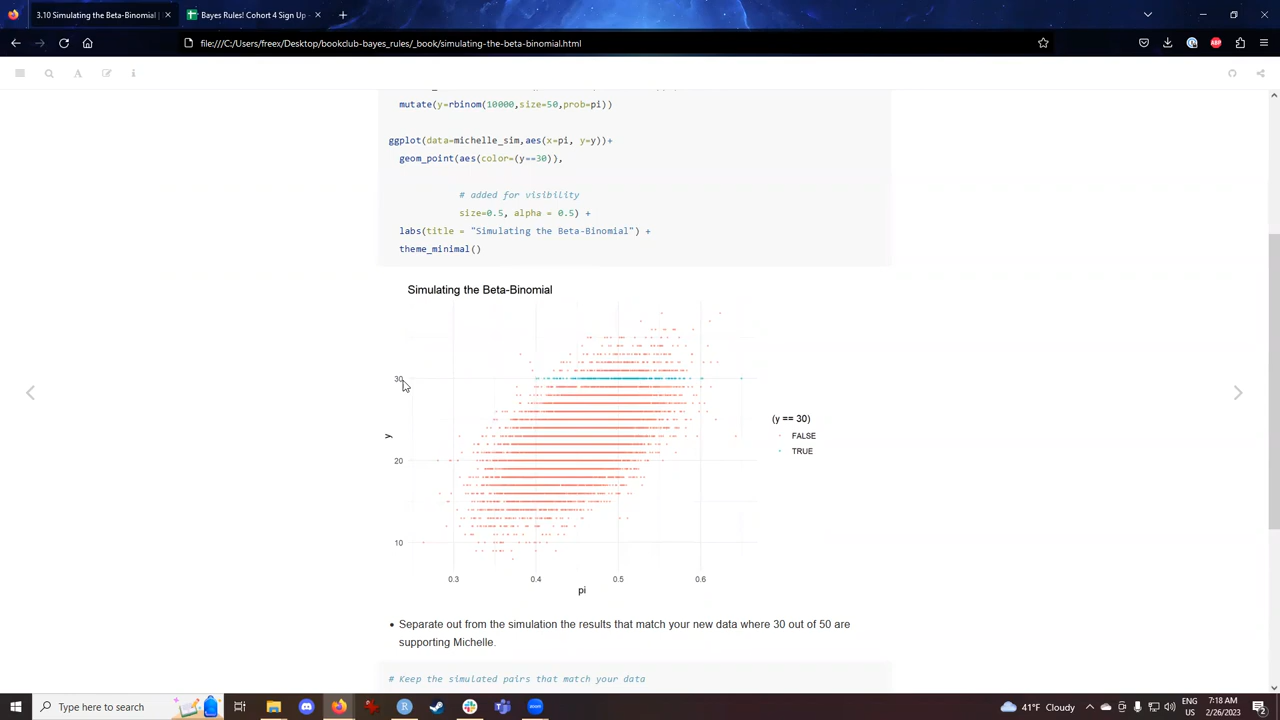 3.10 Simulating the Beta-Binomial |
Bayes Rules! Cohort 4 Sign Up -
file:///C:/Users/freex/Desktop/bookclub-bayes_rules/_book/simulating-the-beta-binomial.html
mutate(y=rbinom(10000,size=50,prob=pi))
ggplot(data=michelle_sim,aes(x=pi, y=y))+
geom_point(aes(color=(y==30)),
# added for visibility
size=0.5, alpha = 0.5) +
labs(title = "Simulating the Beta-Binomial") +
theme_minimal()
Simulating the Beta-Binomial
(y == 30)
FALSE
TRUE
10
0.3 0.4 0.5 0.6
pi
• Separate out from the simulation the results that match your new data where 30 out of 50 are
supporting Michelle.
# Keep the simulated pairs that match your data
Type here to search
41°F Cloudy
ENG
7:18 AM
2/26/2023